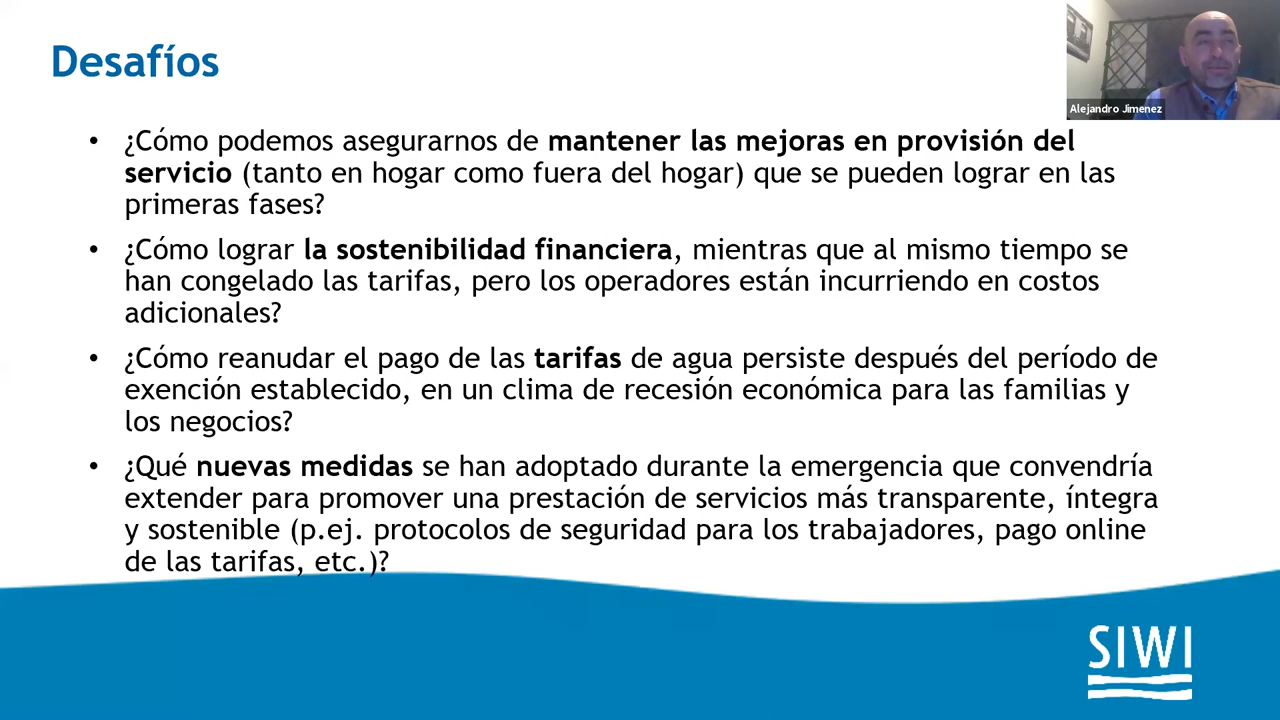 Desafíos
Alejandro Jimenez
• ¿Cómo podemos asegurarnos de mantener las mejoras en provisión del
servicio (tanto en hogar como fuera del hogar) que se pueden lograr en las
primeras fases?
• ¿Cómo lograr la sostenibilidad financiera, mientras que al mismo tiempo se
han congelado las tarifas, pero los operadores están incurriendo en costos
adicionales?
• ¿Cómo reanudar el pago de las tarifas de agua persiste después del período de
exención establecido, en un clima de recesión económica para las familias y
los negocios?
• ¿Qué nuevas medidas se han adoptado durante la emergencia que convendría
extender para promover una prestación de servicios más transparente, íntegra
y sostenible (p.ej. protocolos de seguridad para los trabajadores, pago online
de las tarifas, etc.)?
SIWI